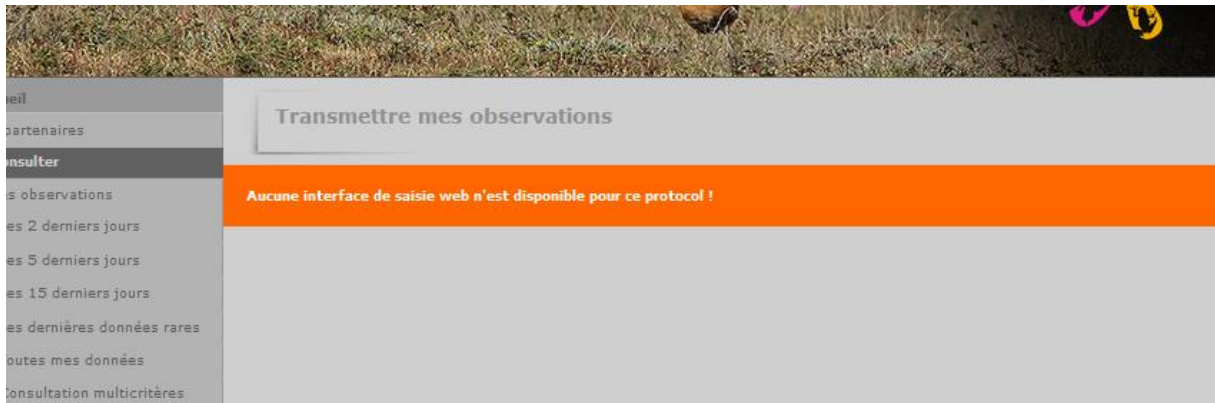 eil
partenaires
onsulter
s observations
es 2 derniers jours
es 5 derniers jours
es 15 derniers jours
es dernières données rares
outes mes données
Consultation multicritères
Transmettre mes observations
Aucune interface de saisie web n'est disponible pour ce protocol !